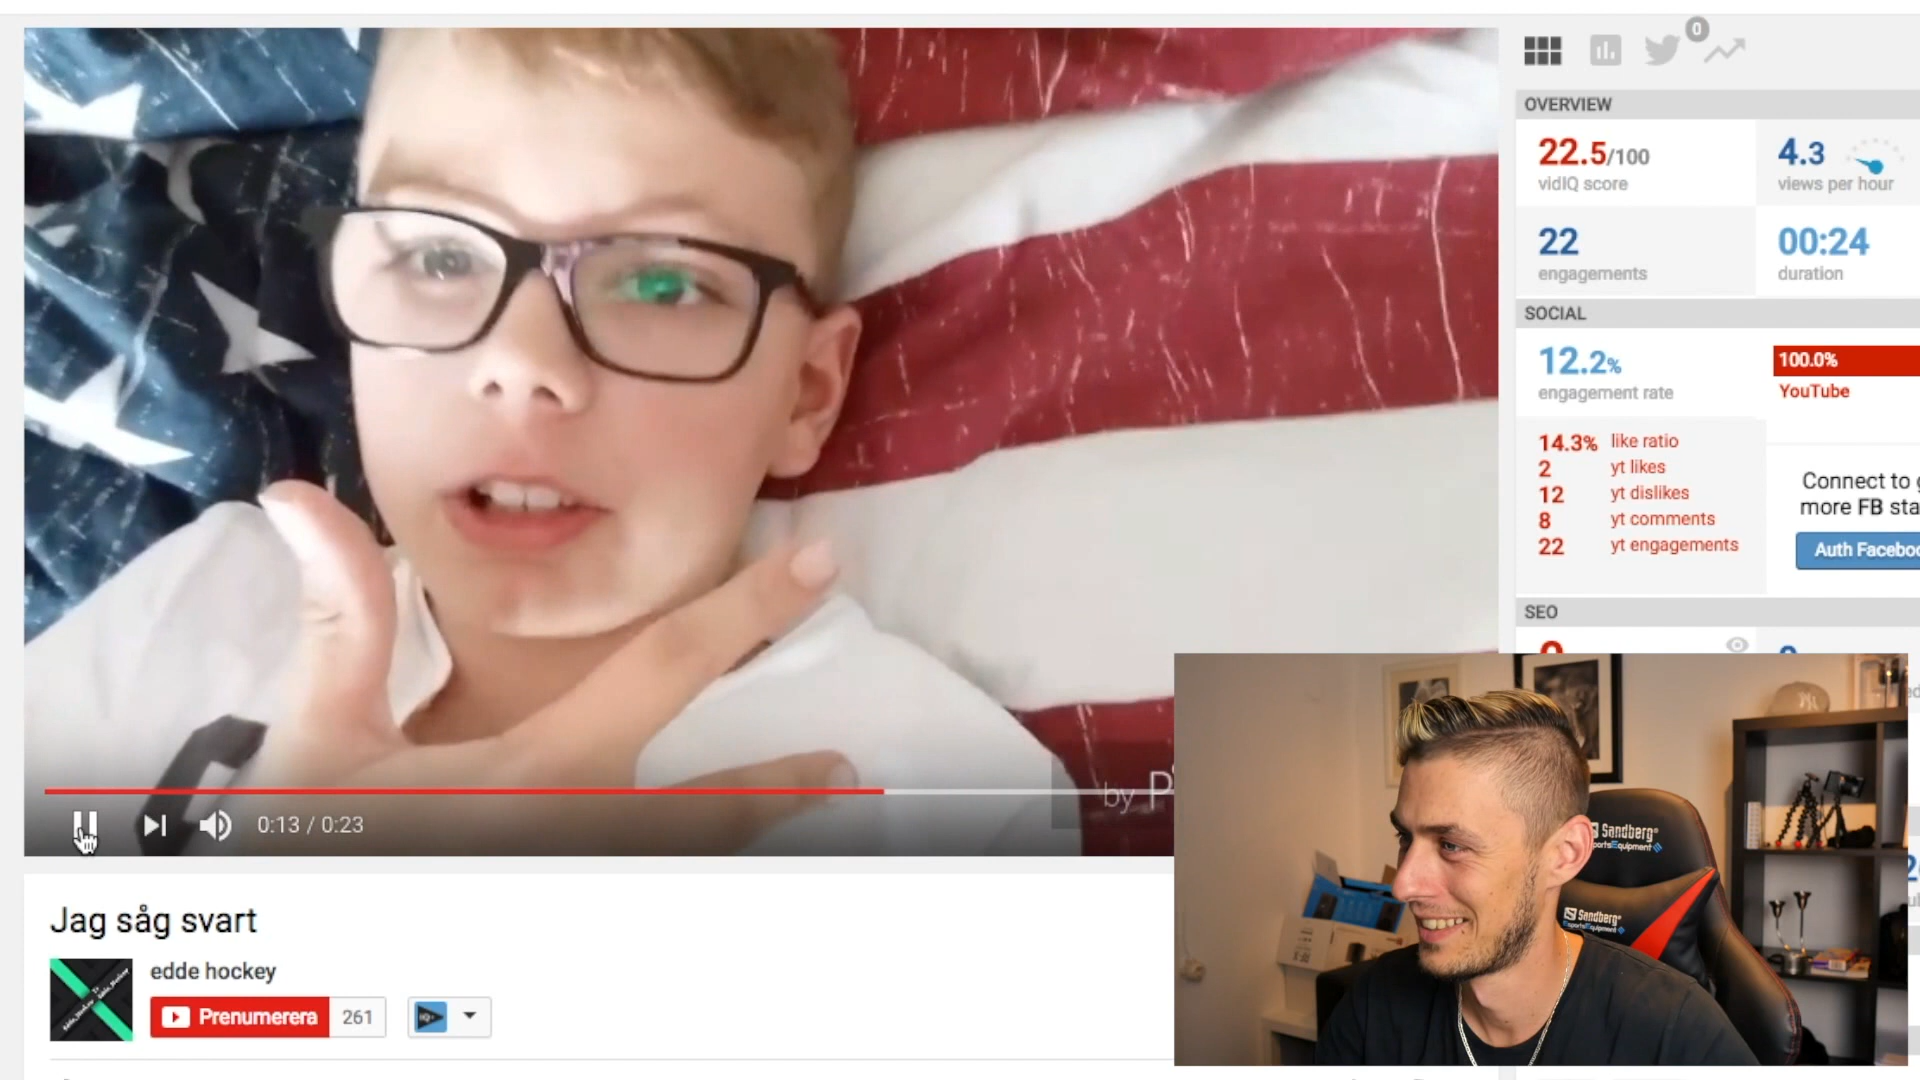 0
OVERVIEW
22.5/100
vidIQ score
4.3
views per hour
22
engagements
00:24
duration
SOCIAL
12.2%
engagement rate
100.0%
YouTube
14.3% like ratio
2 yt likes
12 yt dislikes
8 yt comments
22 yt engagements
Connect to
more FB
Auth
SEO
by
0:13 / 0:23
Jag såg svart
edde hockey
Prenumerera 261
Sandberg
Sandberg